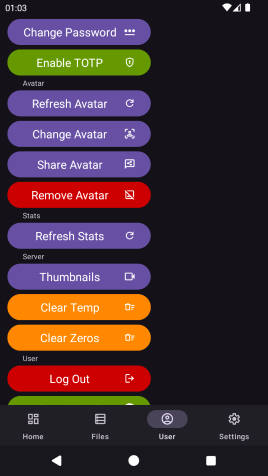 01:03
Change Password
Enable TOTP
Avatar
Refresh Avatar
Change Avatar
Share Avatar
Remove Avatar
Stats
Refresh Stats
Server
Thumbnails
Clear Temp
Clear Zeros
User
Log Out
Home Files User Settings